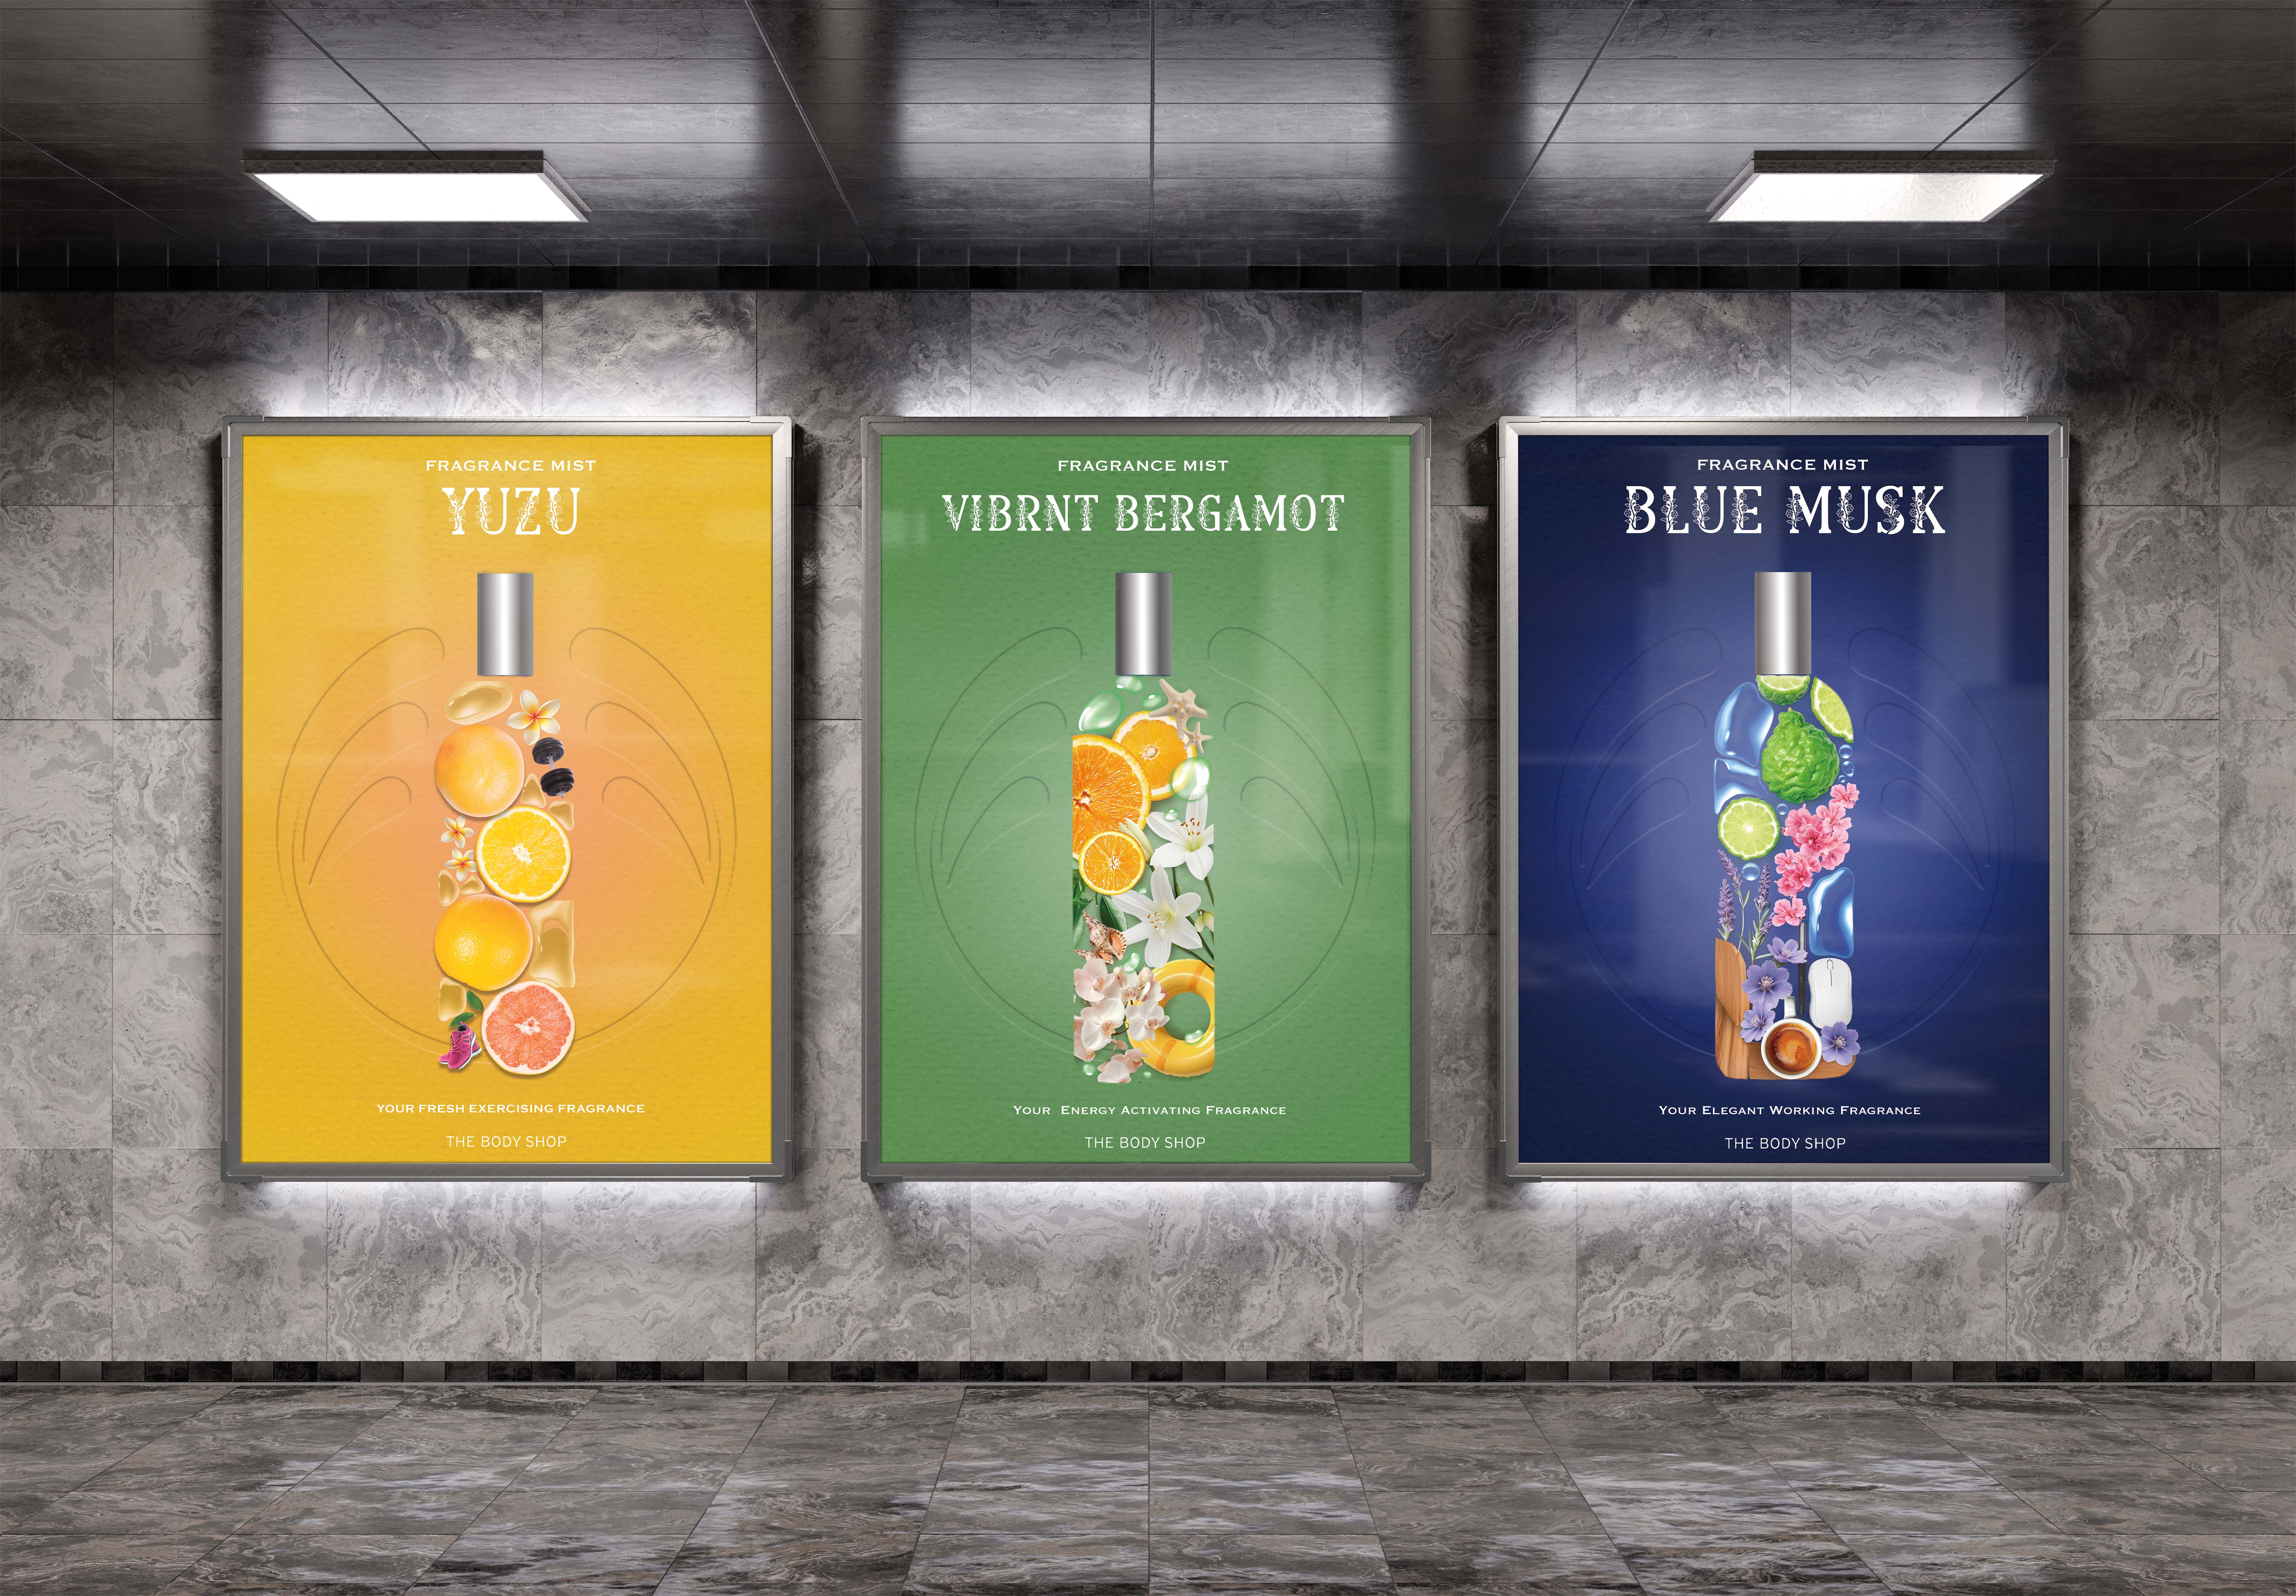 FRAGRANCE MIST
YUZU
YOUR FRESH EXERCISING FRAGRANCE
THE BODY SHOP
FRAGRANCE MIST
VIBRNT BERGAMOT
YOUR ENERGY ACTIVATING FRAGRANCE
THE BODY SHOP
FRAGRANCE MIST
BLUE MUSK
YOUR ELEGANT WORKING FRAGRANCE
THE BODY SHOP